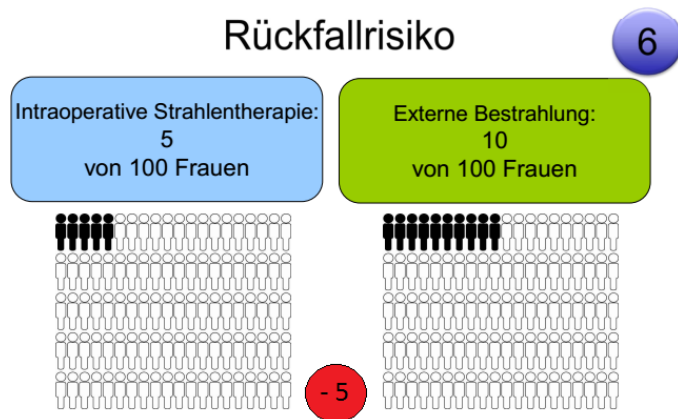 Rückfallrisiko
6
Intraoperative Strahlentherapie:
5
von 100 Frauen
Externe Bestrahlung:
10
von 100 Frauen
- 5